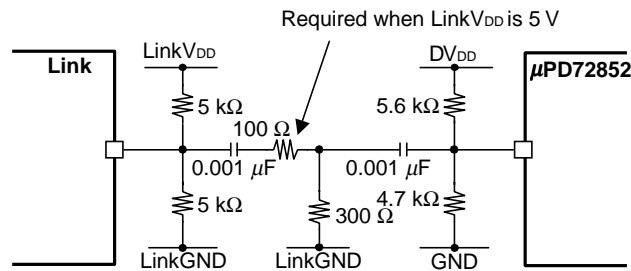 Required when LinkVDD is 5 V
Link
LinkVDD
DVDD
μPD72852
5 kΩ
5.6 kΩ
100 Ω
0.001 μF
0.001 μF
5 kΩ
300 Ω
4.7 kΩ
LinkGND
LinkGND
GND